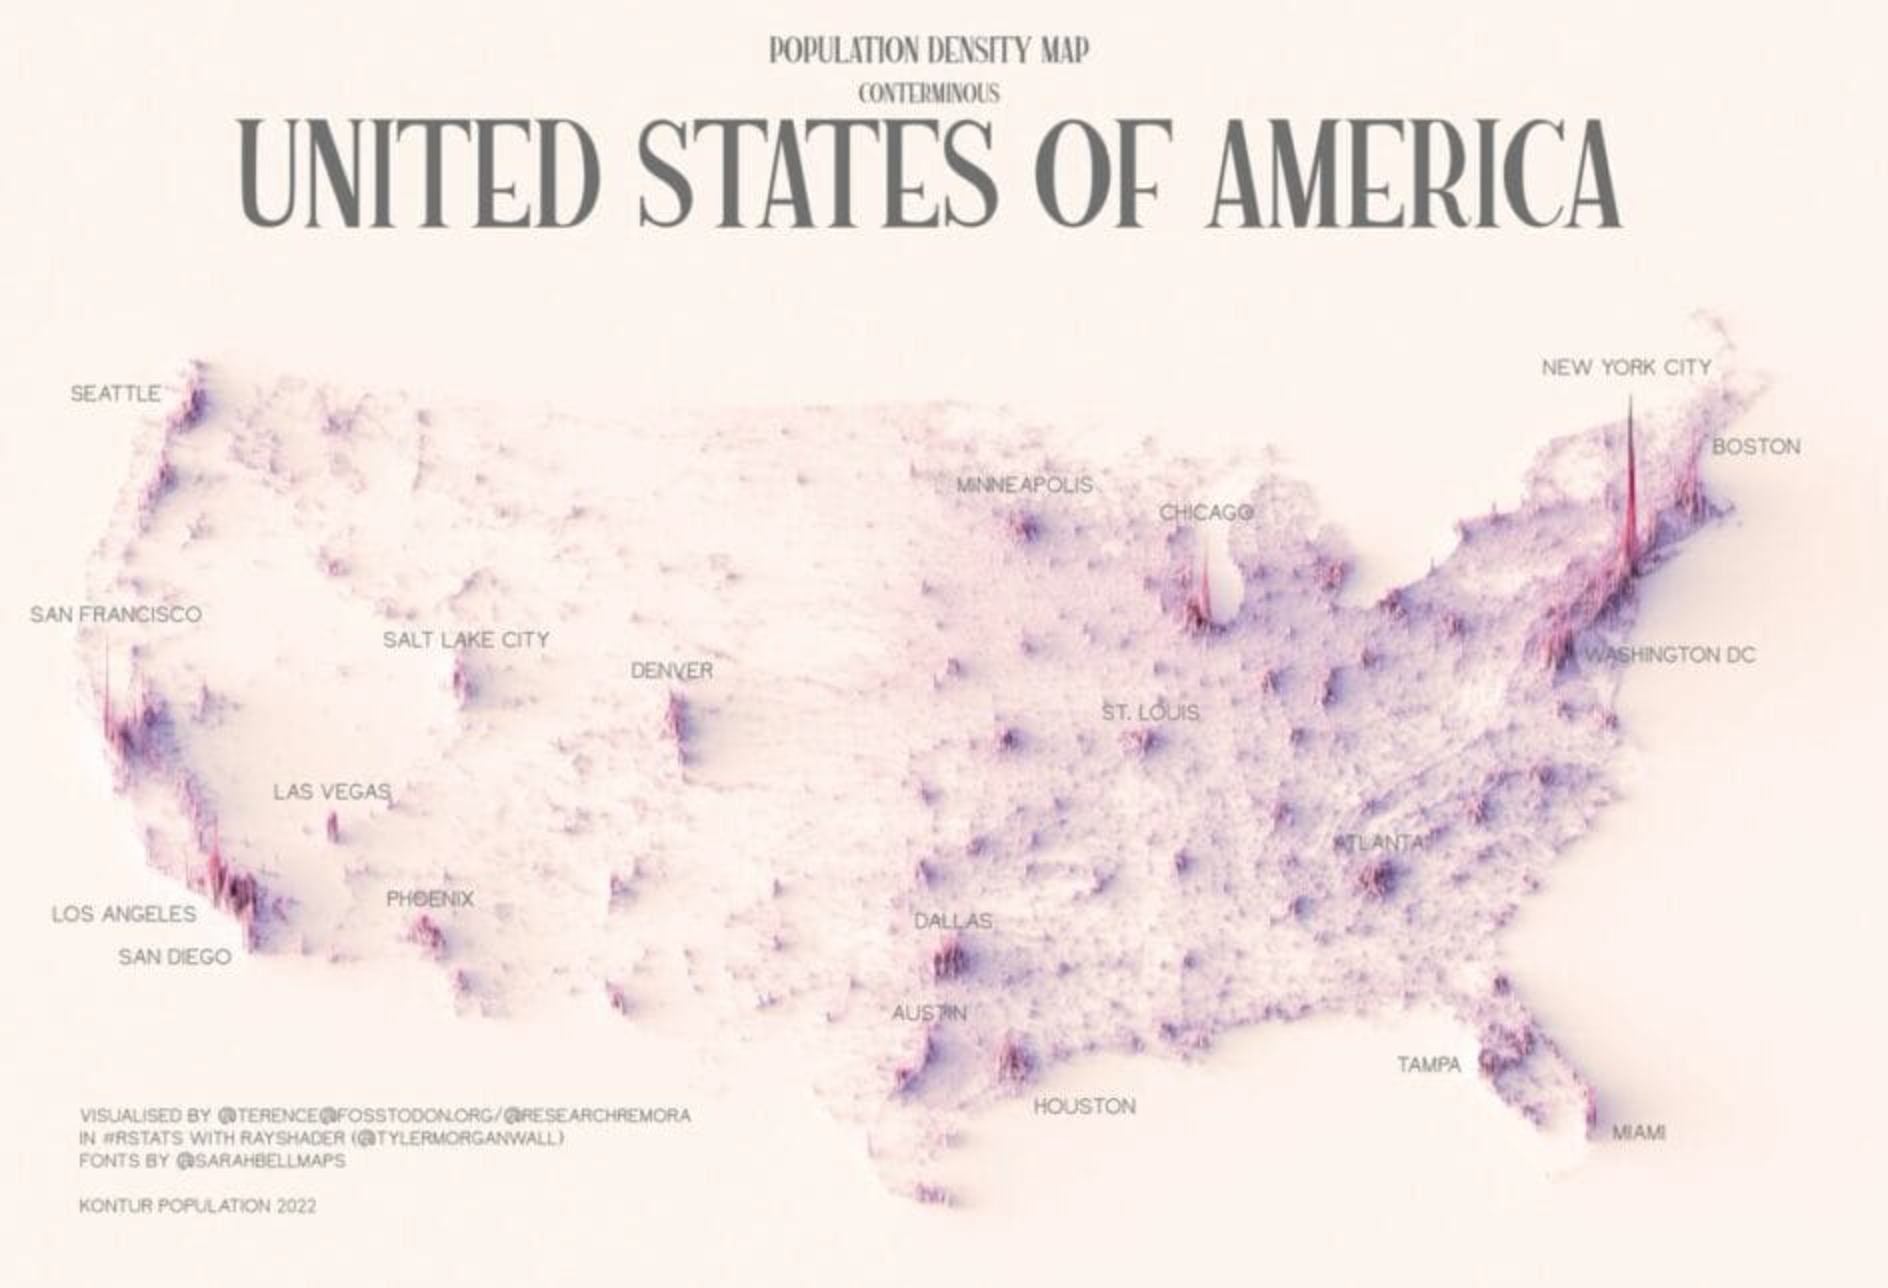 POPULATION DENSITY MAP
CONTERMINOUS
UNITED STATES OF AMERICA
NEW YORK CITY
SEATTLE
BOSTON
MINNEAPOLIS
CHICAGO
SAN FRANCISCO
SALT LAKE CITY
WASHINGTON DC
DENVER
ST. LOUIS
LAS VEGAS
ATLANTA
PHOENIX
LOS ANGELES
DALLAS
SAN DIEGO
AUSTIN
TAMPA
HOUSTON
MIAMI
VISUALISED BY @TERENCE@FOSSTODON.ORG/@RESEARCHREMORA
IN #RSTATS WITH RAYSHADER (@TYLERMORGANWALL)
FONTS BY @SARAHBELLMAPS
KONTUR POPULATION 2022